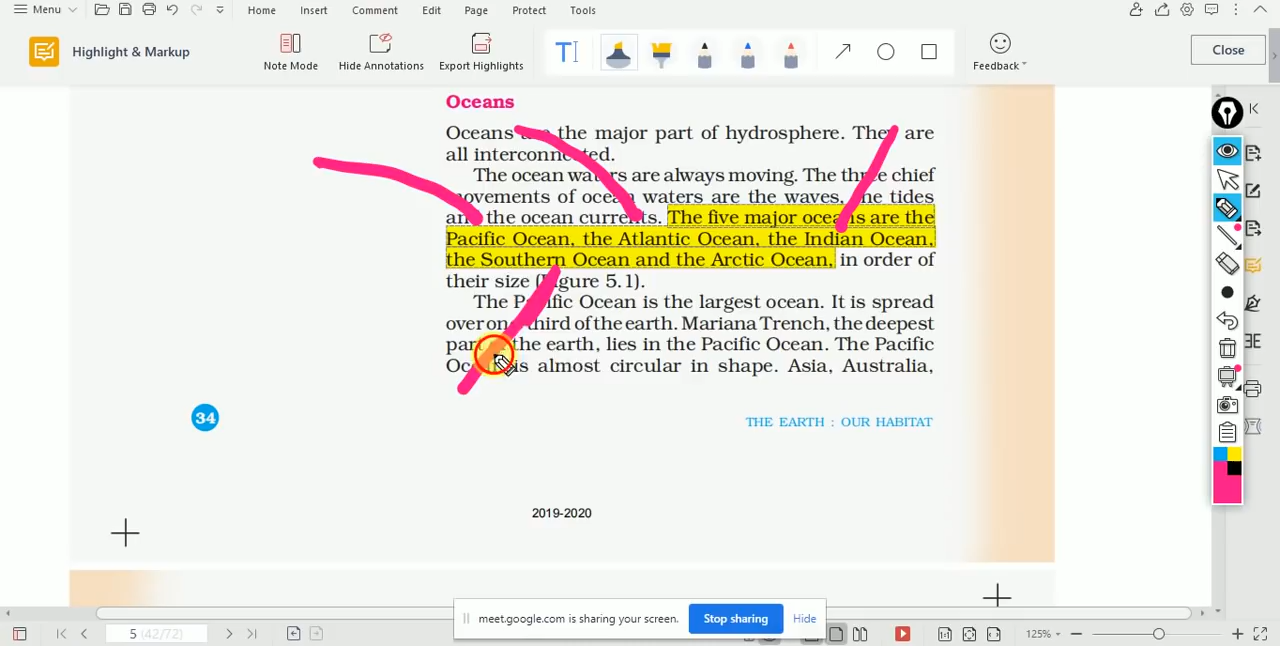 Menu Home Insert Comment Edit Page Protect Tools
Highlight & Markup Note Mode Hide Annotations Export Highlights T Feedback Close
Oceans
Oceans are the major part of hydrosphere. They are
all interconnected.
The ocean waters are always moving. The three chief
movements of ocean waters are the waves, the tides
and the ocean currents. The five major oceans are the
Pacific Ocean, the Atlantic Ocean, the Indian Ocean,
the Southern Ocean and the Arctic Ocean, in order of
their size (Figure 5.1).
The Pacific Ocean is the largest ocean. It is spread
over one-third of the earth. Mariana Trench, the deepest
part of the earth, lies in the Pacific Ocean. The Pacific
Ocean is almost circular in shape. Asia, Australia,
34
THE EARTH : OUR HABITAT
2019-2020
meet.google.com is sharing your screen. Stop sharing Hide
5 (42/72) 125%